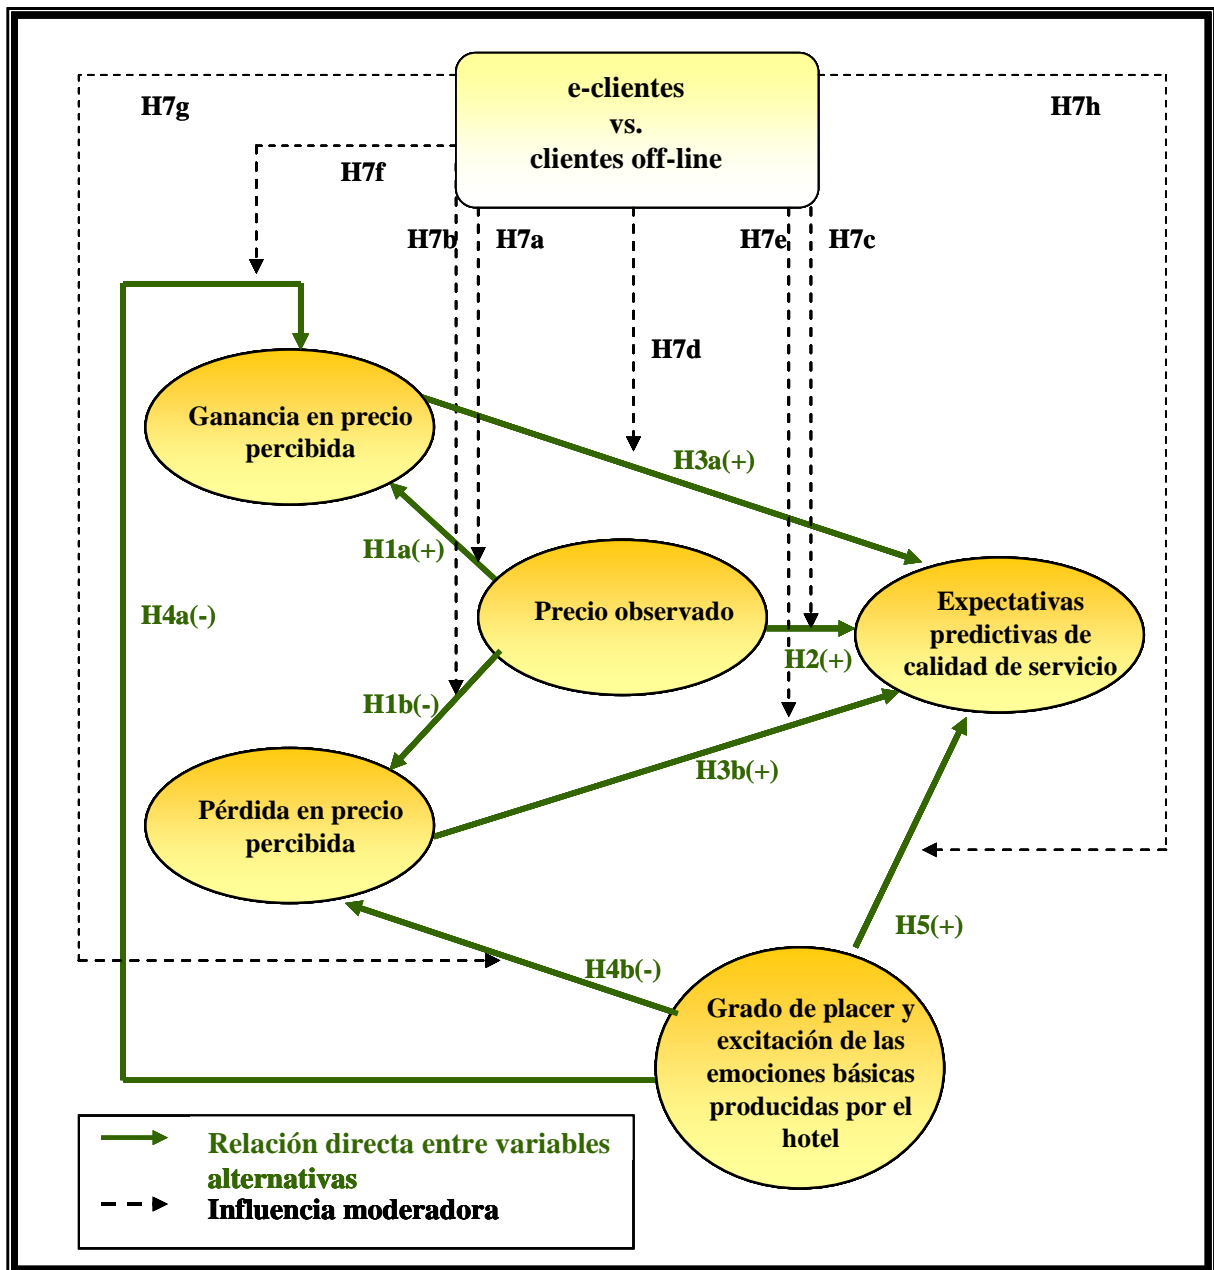 e-clientes
vs.
clientes off-line
H7g
H7h
H7f
H7b
H7a
H7e
H7c
H7d
Ganancia en precio
percibida
H3a(+)
H1a(+)
H4a(-)
Precio observado
Expectativas
predictivas de
calidad de servicio
H2(+)
H1b(-)
H3b(+)
Pérdida en precio
percibida
H5(+)
H4b(-)
Grado de placer y
excitación de las
emociones básicas
producidas por el
hotel
Relación directa entre variables
alternativas
Influencia moderadora